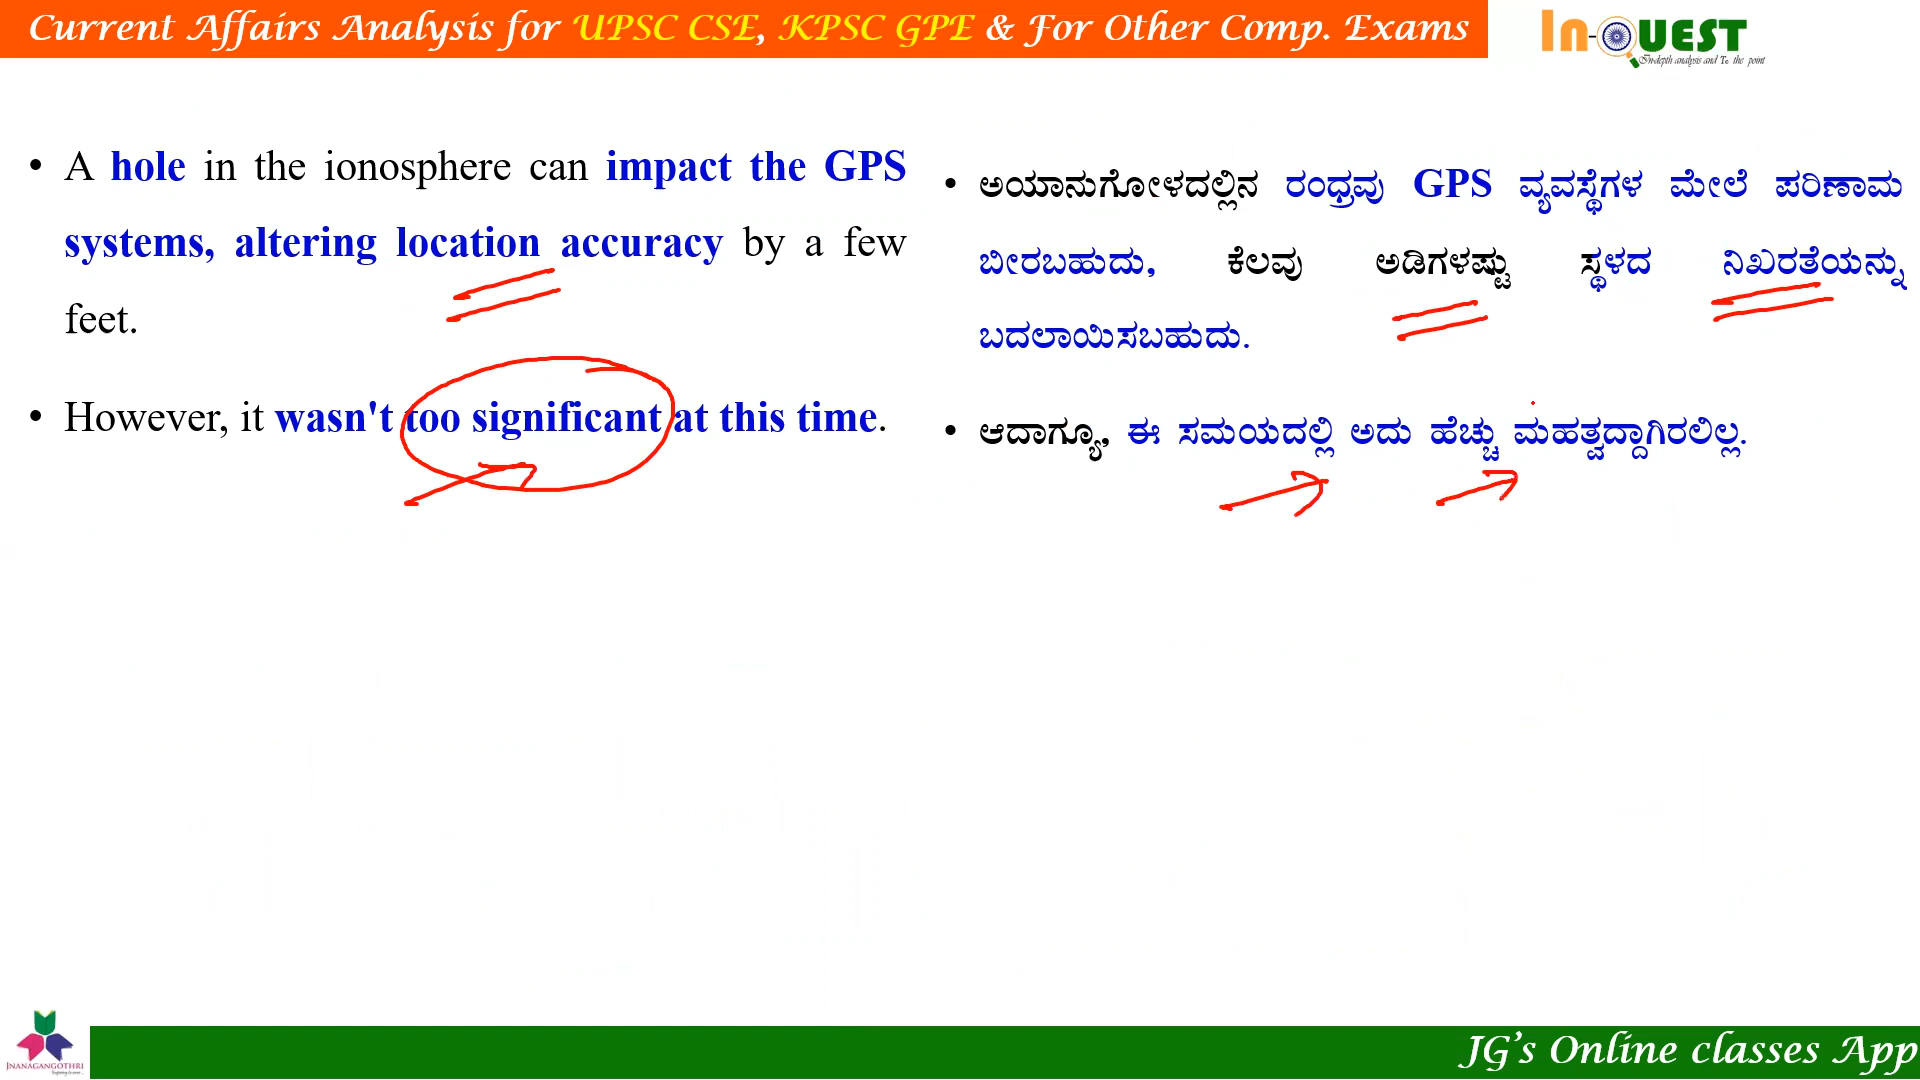 Current Affairs Analysis for UPSC CSE, KPSC GPE & For Other Comp. Exams
In-QUEST
In-depth analysis and To the point
• A hole in the ionosphere can impact the GPS
systems, altering location accuracy by a few
feet.
• However, it wasn't too significant at this time.
• ಅಯಾನುಗೋಳದಲ್ಲಿನ ರಂಧ್ರವು GPS ವ್ಯವಸ್ಥೆಗಳ ಮೇಲೆ ಪರಿಣಾಮ
ಬೀರಬಹುದು, ಕೆಲವು ಅಡಿಗಳಷ್ಟು ಸ್ಥಳದ ನಿಖರತೆಯನ್ನು
ಬದಲಾಯಿಸಬಹುದು.
• ಆದಾಗ್ಯೂ, ಈ ಸಮಯದಲ್ಲಿ ಅದು ಹೆಚ್ಚು ಮಹತ್ವದ್ದಾಗಿರಲಿಲ್ಲ.
JNANAGANGOTHRI
JG's Online classes App